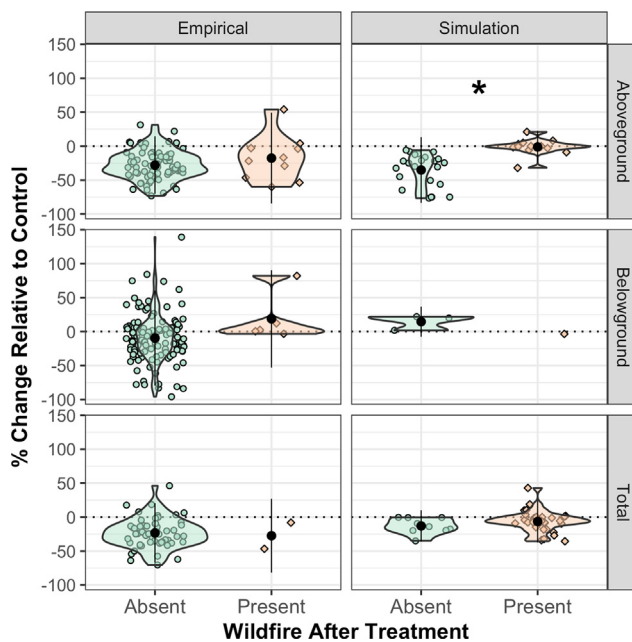 Empirical
Simulation
150
100
50
0
-50
-100
*
Aboveground
150
100
50
0
-50
-100
Belowground
150
100
50
0
-50
-100
Total
% Change Relative to Control
Absent
Present
Absent
Present
Wildfire After Treatment